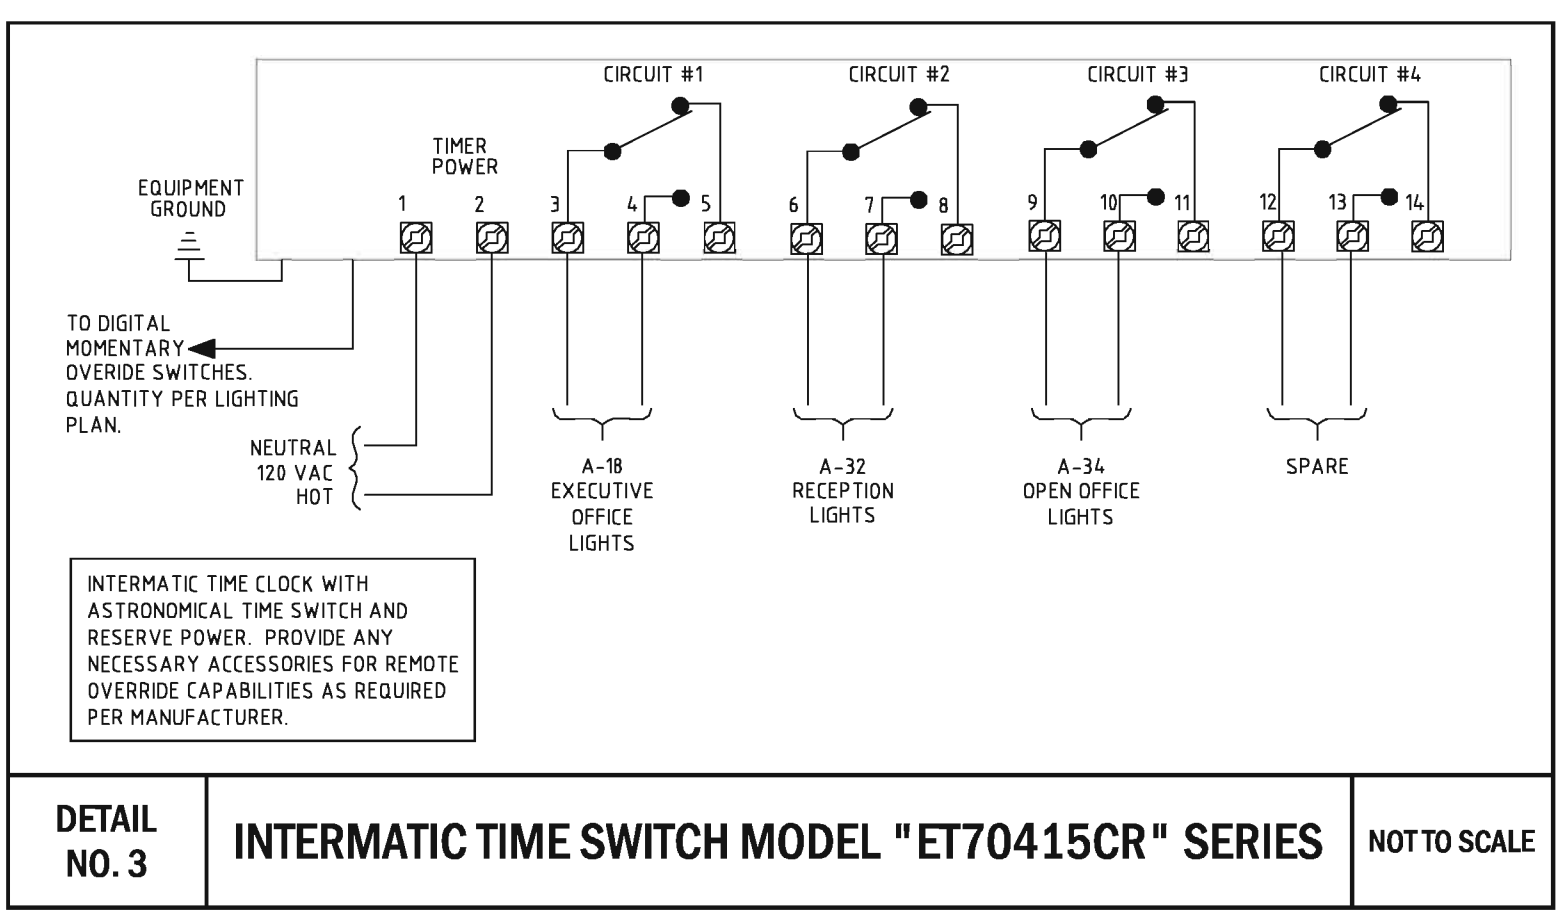 CIRCUIT #1
CIRCUIT #2
CIRCUIT #3
CIRCUIT #4
TIMER
POWER
EQUIPMENT
GROUND
1
2
3
4
5
6
7
8
9
10
11
12
13
14
TO DIGITAL
MOMENTARY
OVERIDE SWITCHES.
QUANTITY PER LIGHTING
PLAN.
NEUTRAL
120 VAC
HOT
A-18
EXECUTIVE
OFFICE
LIGHTS
A-32
RECEPTION
LIGHTS
A-34
OPEN OFFICE
LIGHTS
SPARE
INTERMATIC TIME CLOCK WITH
ASTRONOMICAL TIME SWITCH AND
RESERVE POWER. PROVIDE ANY
NECESSARY ACCESSORIES FOR REMOTE
OVERRIDE CAPABILITIES AS REQUIRED
PER MANUFACTURER.
DETAIL
NO. 3
INTERMATIC TIME SWITCH MODEL "ET70415CR" SERIES
NOT TO SCALE